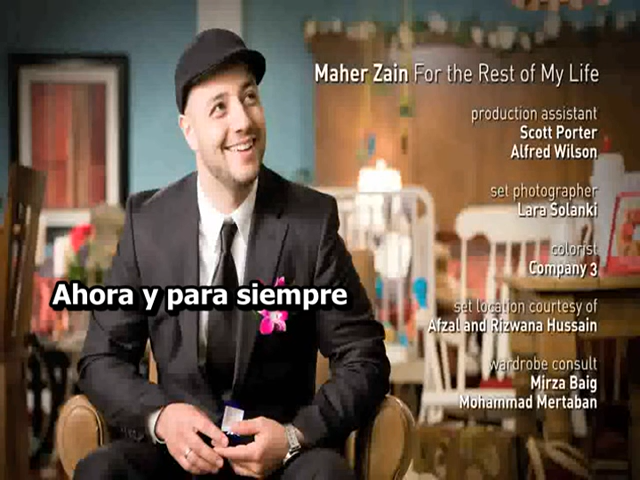 Maher Zain For the Rest of My Life
production assistant
Scott Porter
Alfred Wilson
set photographer
Lara Solanki
colorist
Company 3
Ahora y para siempre
set location courtesy of
Afzal and Rizwana Hussain
wardrobe consult
Mirza Baig
Mohammad Mertaban